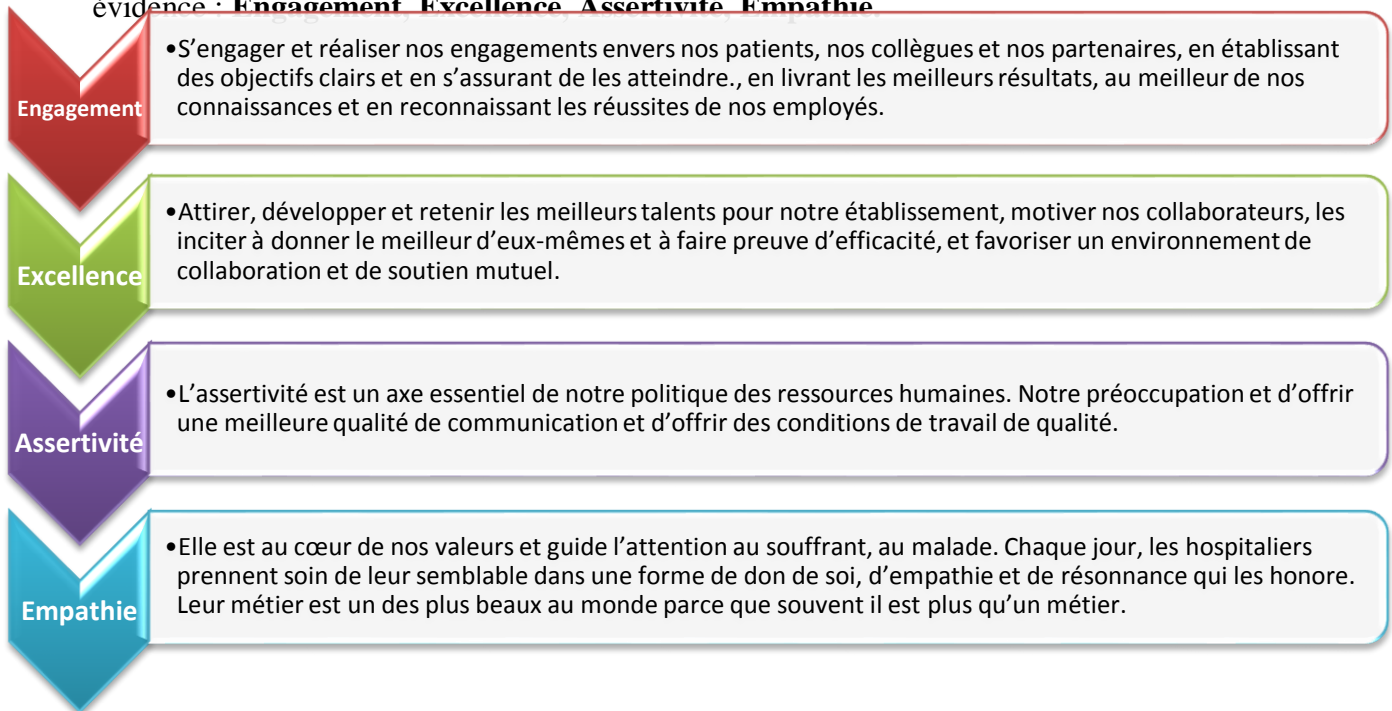 évidence : Engagement, Excellence, Assertivité, Empathie.
Engagement
•S’engager et réaliser nos engagements envers nos patients, nos collègues et nos partenaires, en établissant
des objectifs clairs et en s’assurant de les atteindre., en livrant les meilleurs résultats, au meilleur de nos
connaissances et en reconnaissant les réussites de nos employés.
Excellence
•Attirer, développer et retenir les meilleurs talents pour notre établissement, motiver nos collaborateurs, les
inciter à donner le meilleur d’eux-mêmes et à faire preuve d’efficacité, et favoriser un environnement de
collaboration et de soutien mutuel.
Assertivité
•L’assertivité est un axe essentiel de notre politique des ressources humaines. Notre préoccupation et d’offrir
une meilleure qualité de communication et d’offrir des conditions de travail de qualité.
Empathie
•Elle est au cœur de nos valeurs et guide l’attention au souffrant, au malade. Chaque jour, les hospitaliers
prennent soin de leur semblable dans une forme de don de soi, d’empathie et de résonnance qui les honore.
Leur métier est un des plus beaux au monde parce que souvent il est plus qu’un métier.